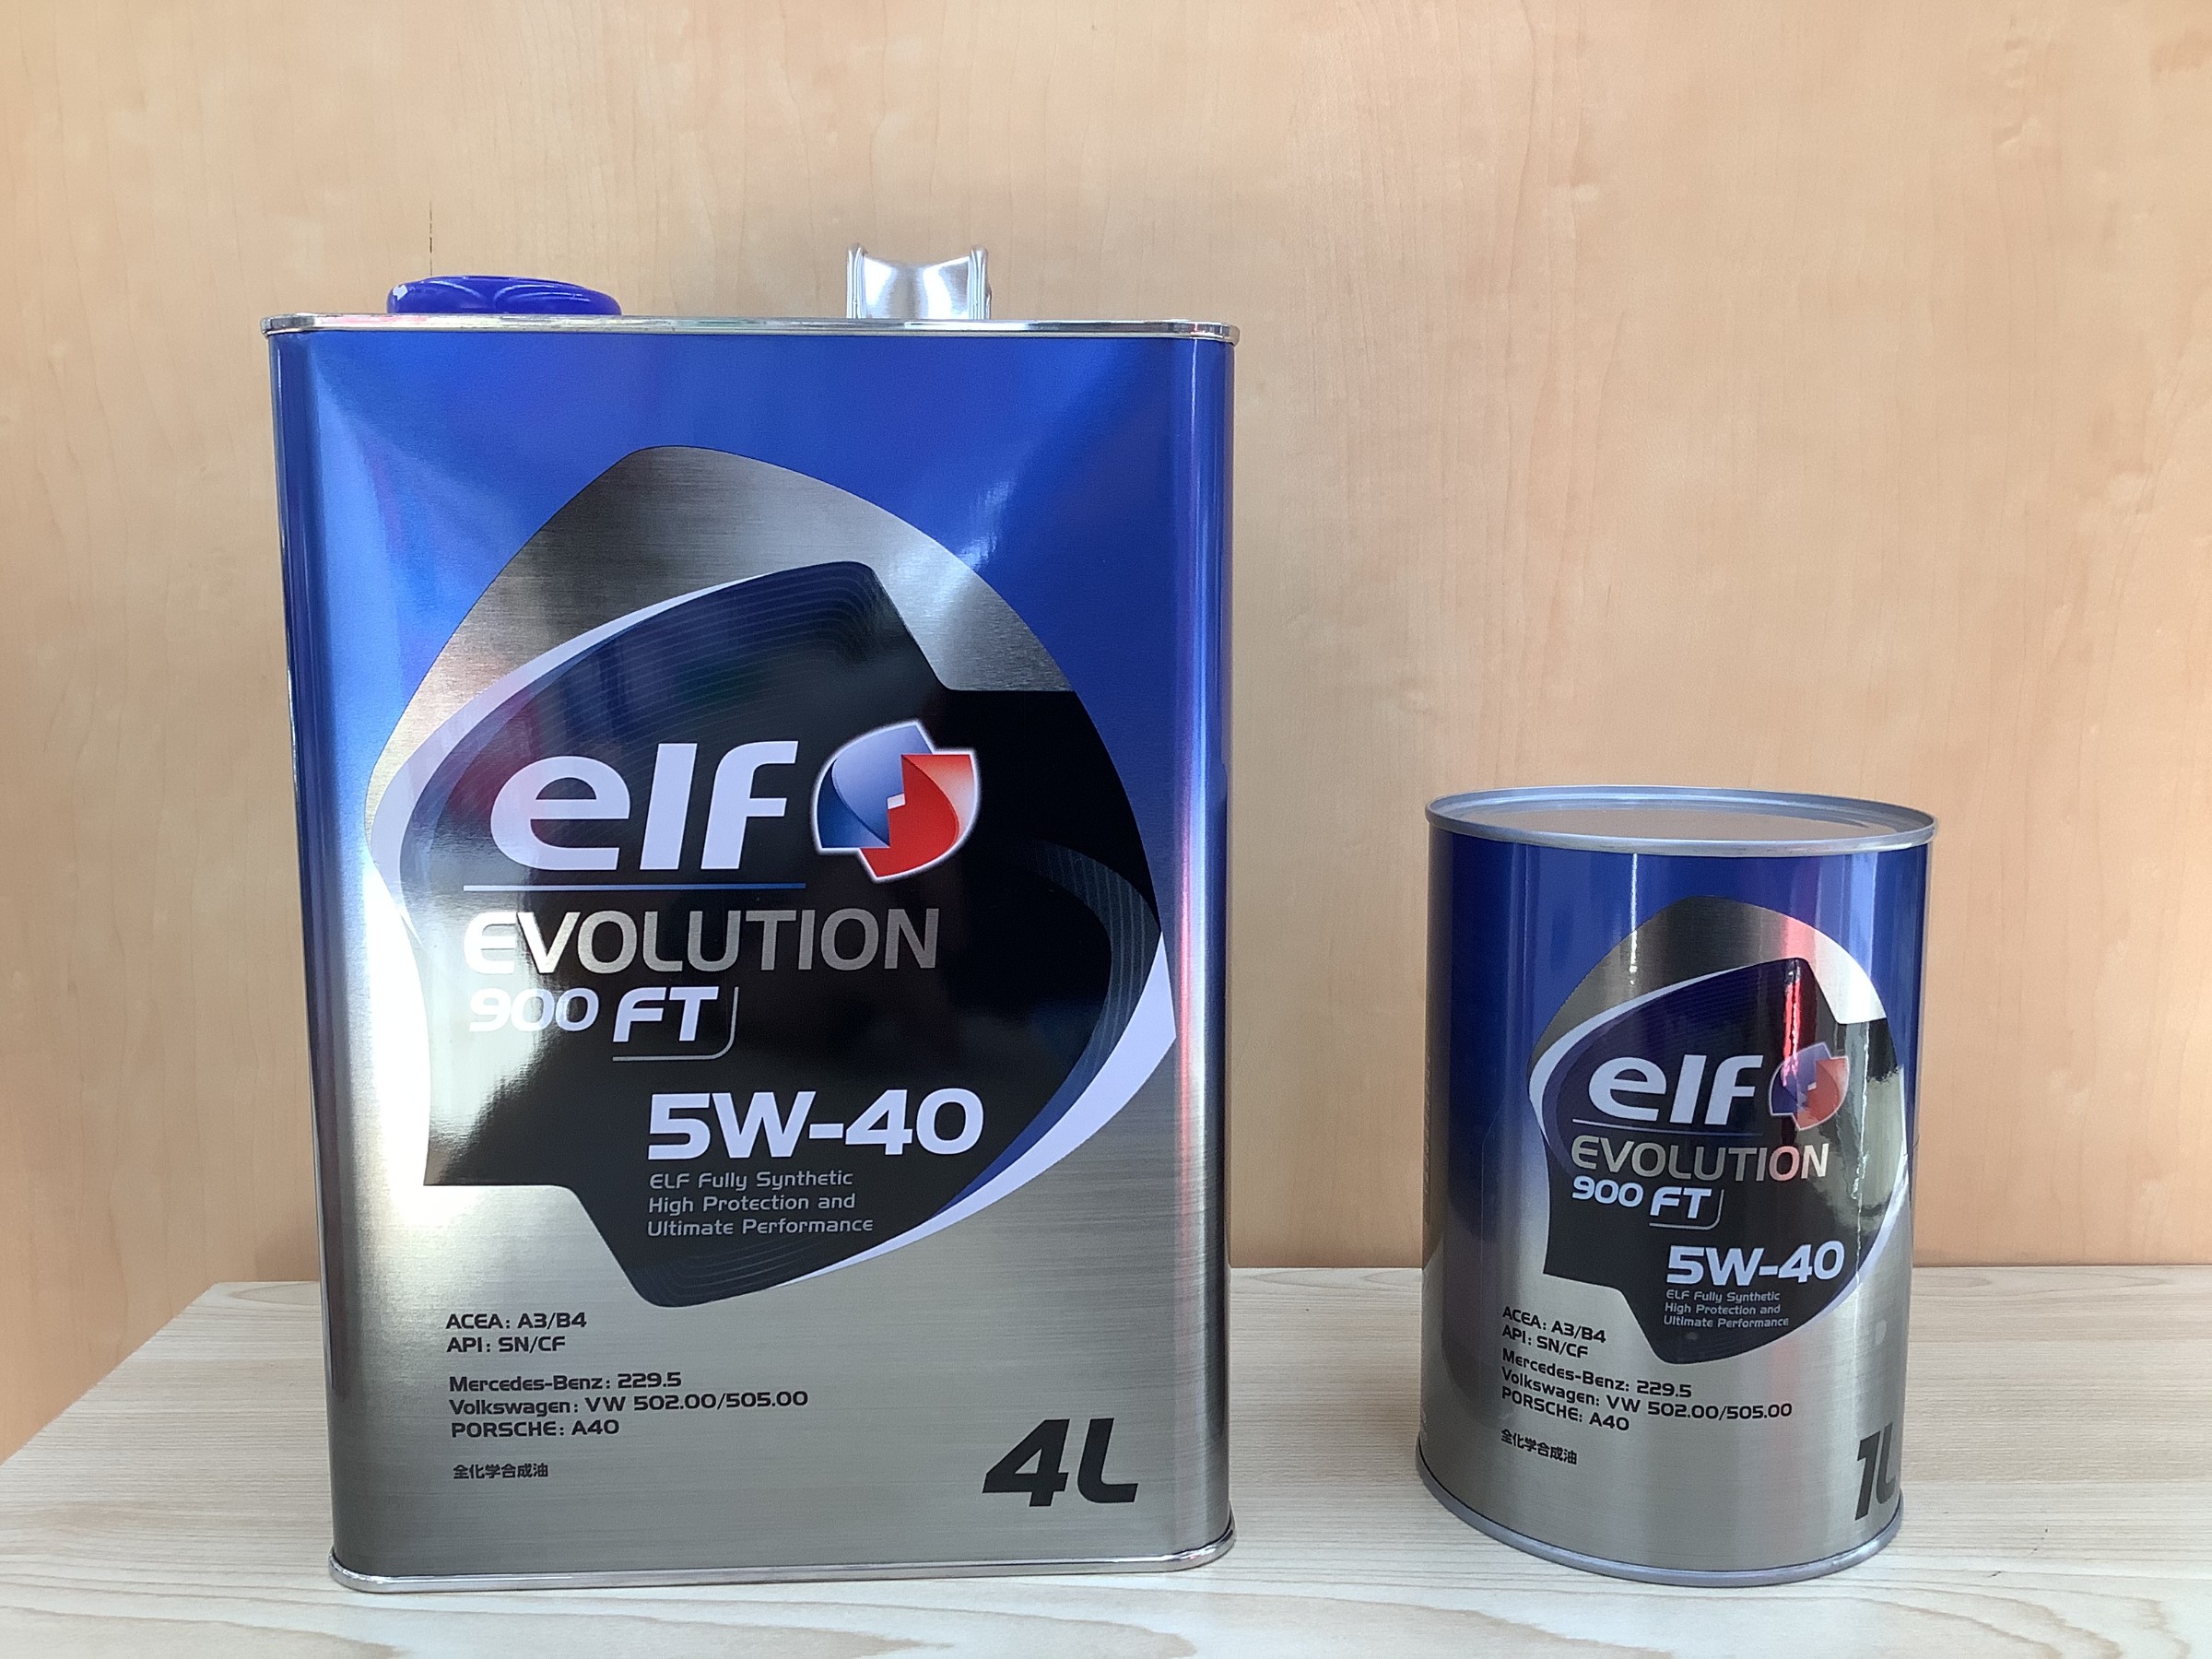 elf
EVOLUTION
900 FT
5W-40
ELF Fully Synthetic
High Protection and
Ultimate Performance
ACEA: A3/B4
API: SN/CF
Mercedes-Benz: 229.5
Volkswagen: VW 502.00/505.00
PORSCHE: A40
全化学合成油
4L
elf
EVOLUTION
900 FT
5W-40
ELF Fully Synthetic
High Protection and
Ultimate Performance
ACEA: A3/B4
API: SN/CF
Mercedes-Benz: 229.5
Volkswagen: VW 502.00/505.00
PORSCHE: A40
全化学合成油
1L